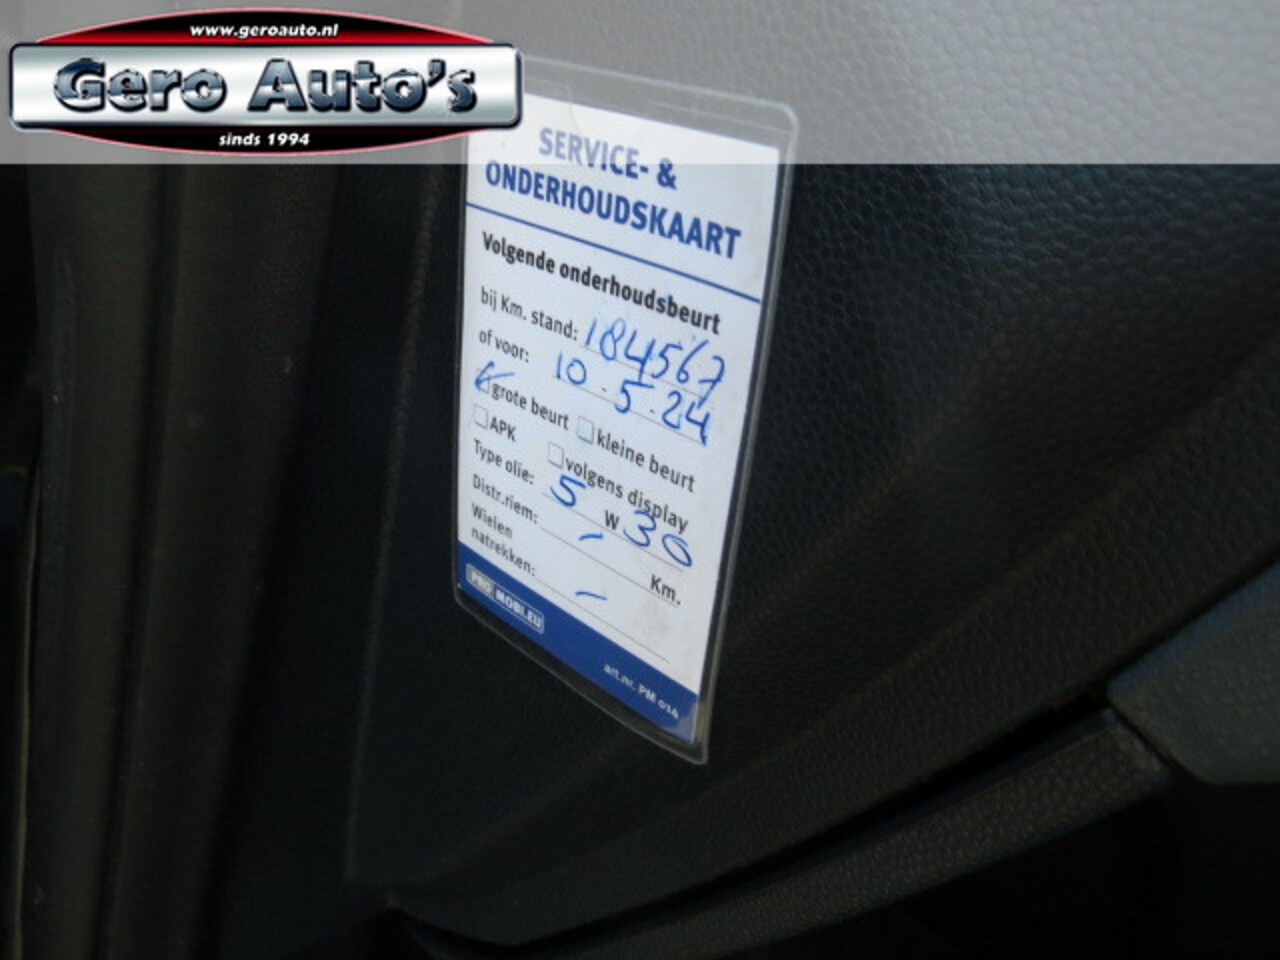 www.geroauto.nl
Gero Auto's
sinds 1994
SERVICE- &
ONDERHOUDSKAART
Volgende onderhoudsbeurt
bij Km. stand: 184567
of voor: 10.5.24
grote beurt kleine beurt
APK volgens display
Type olie: 5 W 30
Distr.riem: - Km.
Wielen
natrekken: -
PROMOBI.EU
art.nr. PM 014